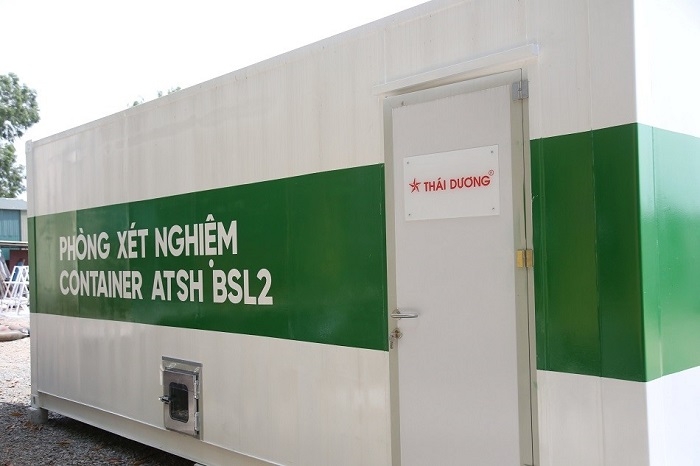 THÁI DƯƠNG®
PHÒNG XÉT NGHIỆM
CONTAINER ATSH BSL2